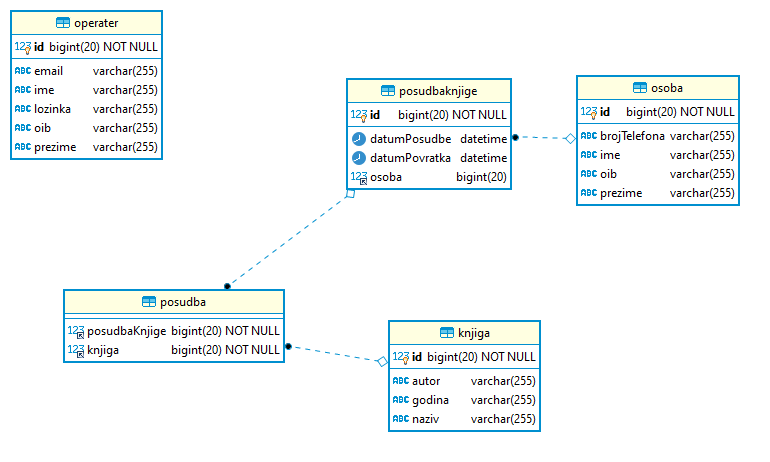 operater
123 id bigint(20) NOT NULL
ABC email varchar(255)
ABC ime varchar(255)
ABC lozinka varchar(255)
ABC oib varchar(255)
ABC prezime varchar(255)
posudbaknjige
123 id bigint(20) NOT NULL
datumPosudbe datetime
datumPovratka datetime
123 osoba bigint(20)
osoba
123 id bigint(20) NOT NULL
ABC brojTelefona varchar(255)
ABC ime varchar(255)
ABC oib varchar(255)
ABC prezime varchar(255)
posudba
123 posudbaKnjige bigint(20) NOT NULL
123 knjiga bigint(20) NOT NULL
knjiga
123 id bigint(20) NOT NULL
ABC autor varchar(255)
ABC godina varchar(255)
ABC naziv varchar(255)